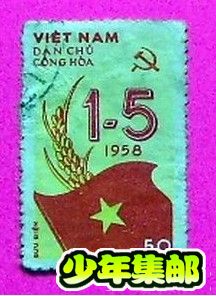 VIỆT NAM
DÂN CHỦ
CỘNG HÒA
1-5
1958
BƯU ĐIỆN
50
少年集邮